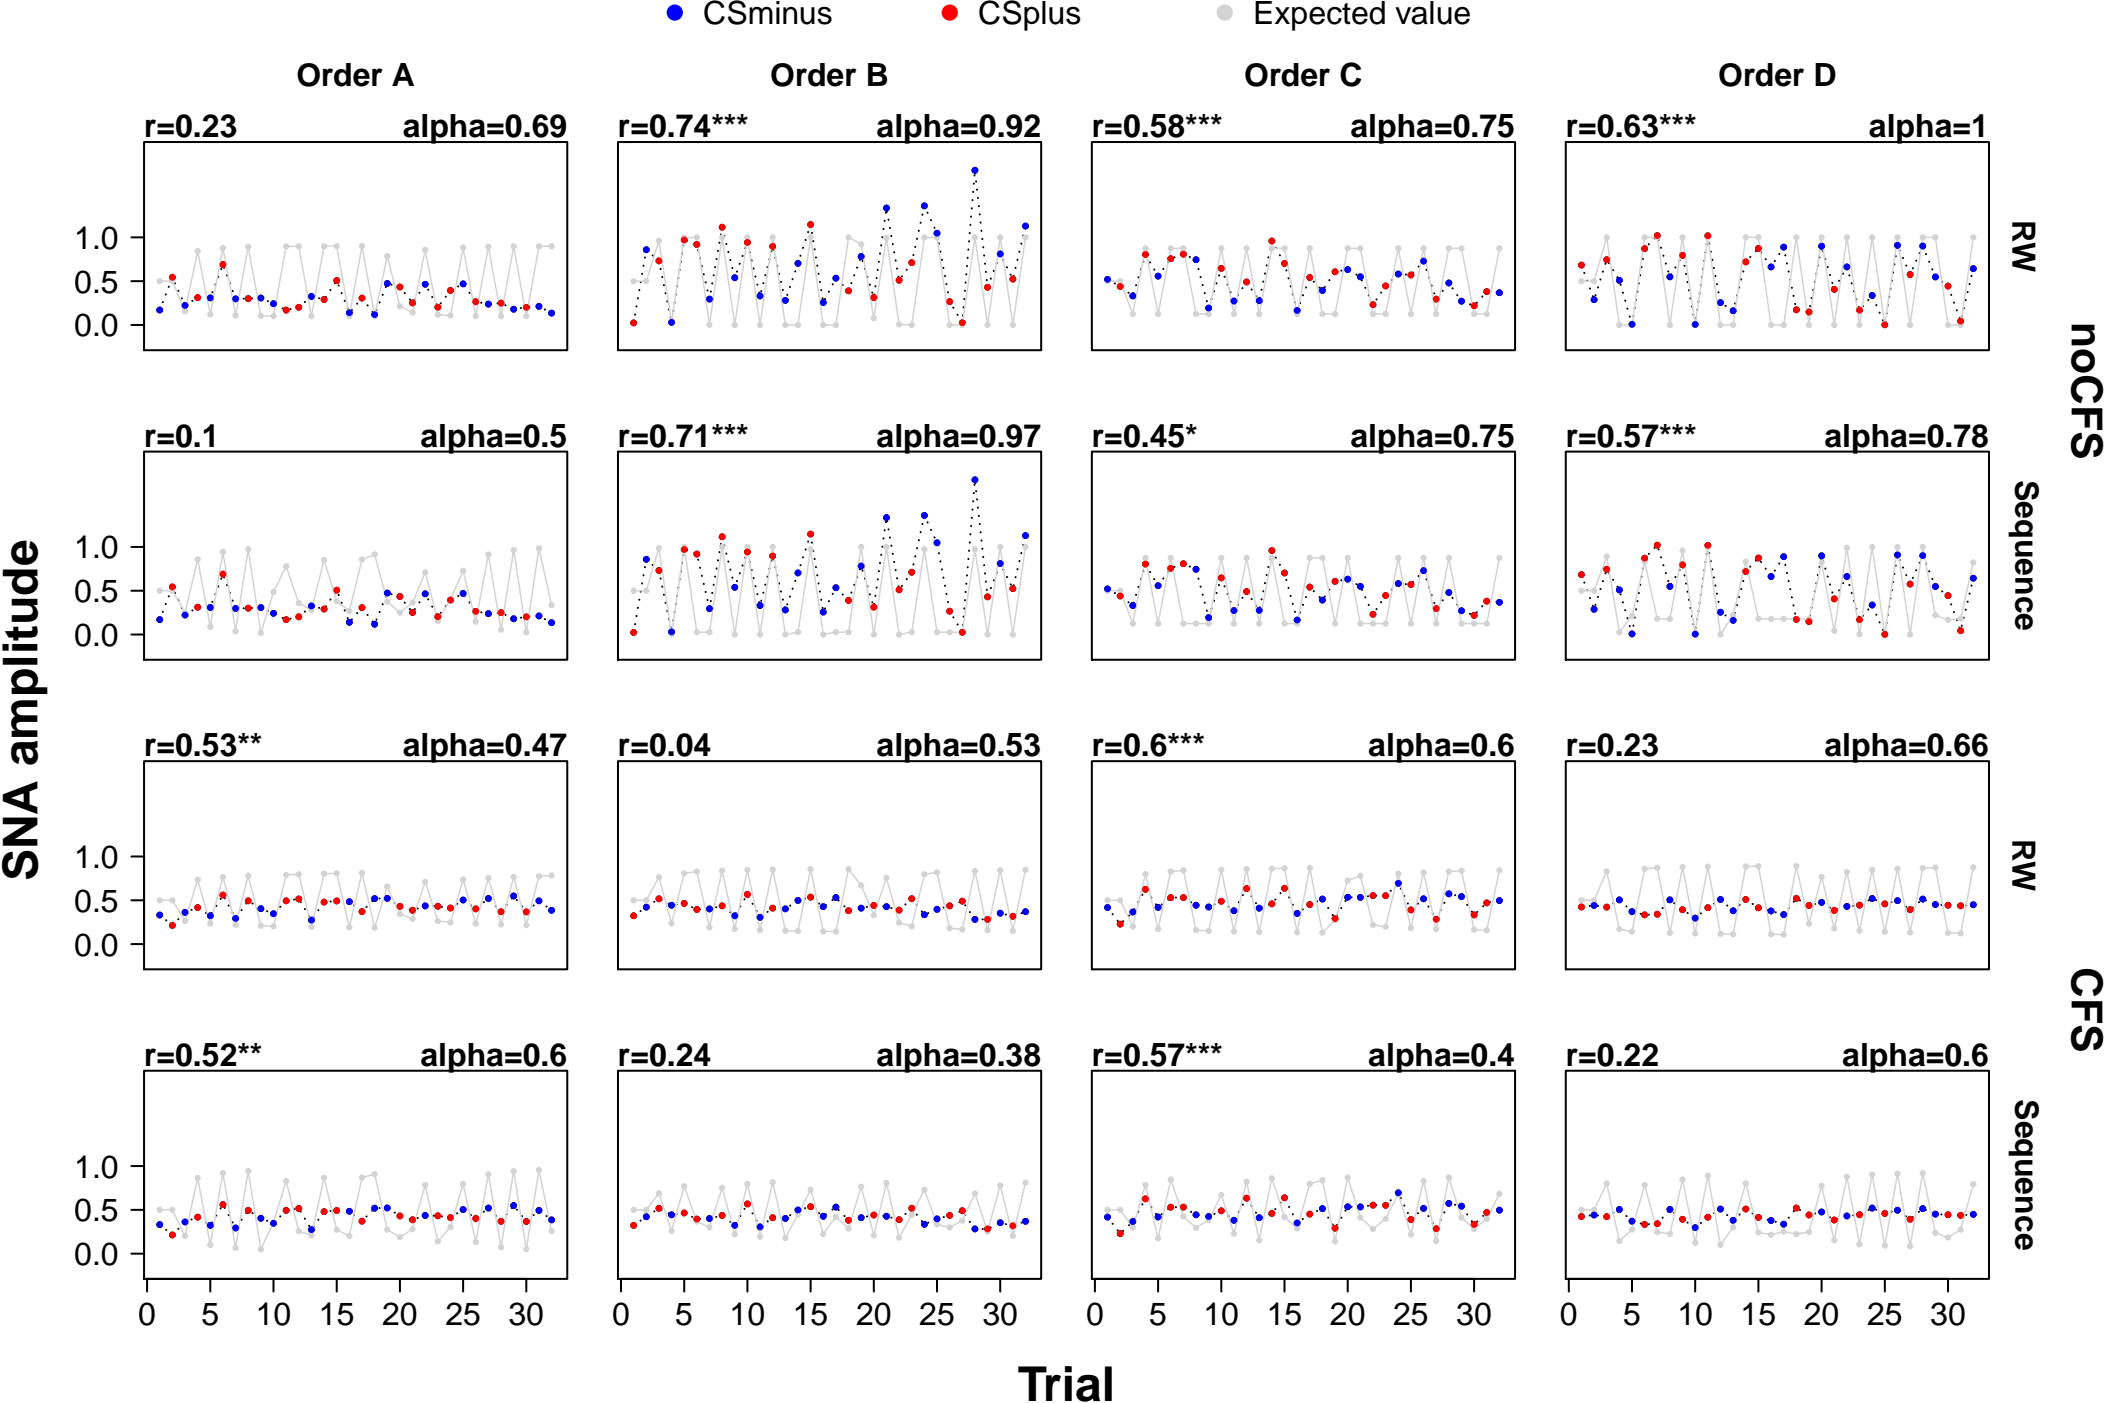 CSminus CSplus Expected value
Order A Order B Order C Order D
r=0.23 alpha=0.69 r=0.74*** alpha=0.92 r=0.58*** alpha=0.75 r=0.63*** alpha=1
1.0
0.5
0.0
RW
noCFS
r=0.1 alpha=0.5 r=0.71*** alpha=0.97 r=0.45* alpha=0.75 r=0.57*** alpha=0.78
1.0
0.5
0.0
Sequence
SNA amplitude
r=0.53** alpha=0.47 r=0.04 alpha=0.53 r=0.6*** alpha=0.6 r=0.23 alpha=0.66
1.0
0.5
0.0
RW
CFS
r=0.52** alpha=0.6 r=0.24 alpha=0.38 r=0.57*** alpha=0.4 r=0.22 alpha=0.6
1.0
0.5
0.0
Sequence
0 5 10 15 20 25 30 0 5 10 15 20 25 30 0 5 10 15 20 25 30 0 5 10 15 20 25 30
Trial